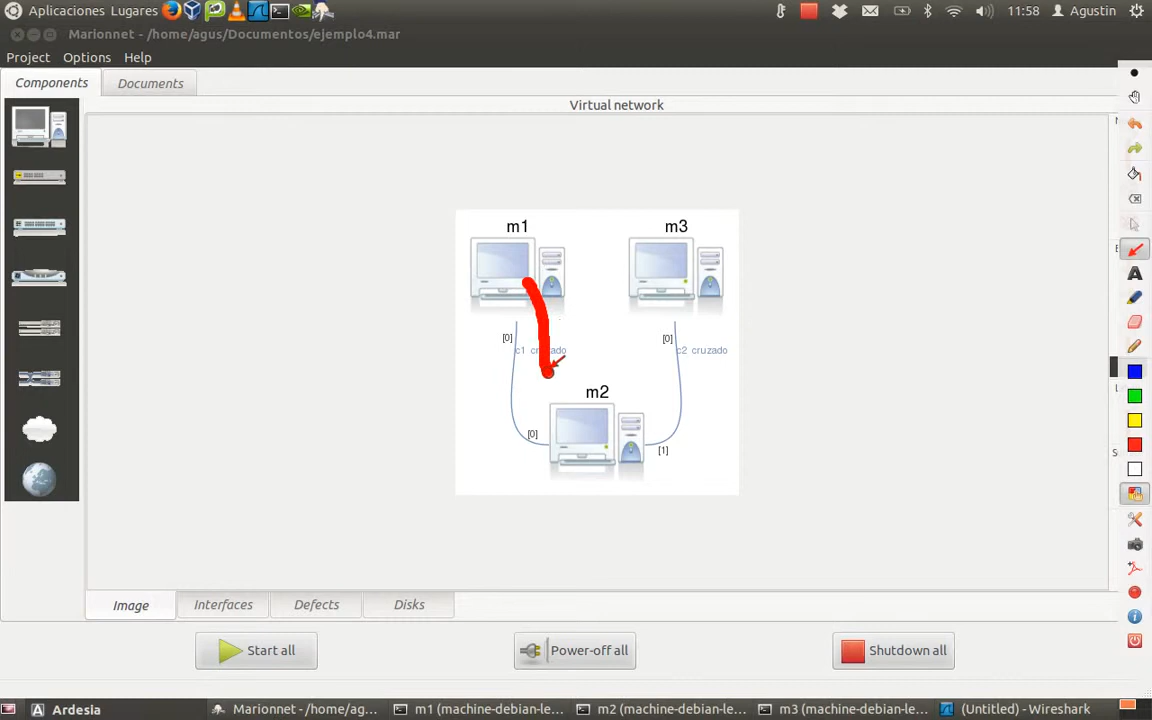 Aplicaciones Lugares 11:58 Agustin
Marionnet - /home/agus/Documentos/ejemplo4.mar
Project Options Help
Components Documents
Virtual network
m1 m3
[0] [0]
c1 cruzado c2 cruzado
m2
[0] [1]
Image Interfaces Defects Disks
Start all Power-off all Shutdown all
Ardesia Marionnet - /home/ag... m1 (machine-debian-le... m2 (machine-debian-le... m3 (machine-debian-le... (Untitled) - Wireshark